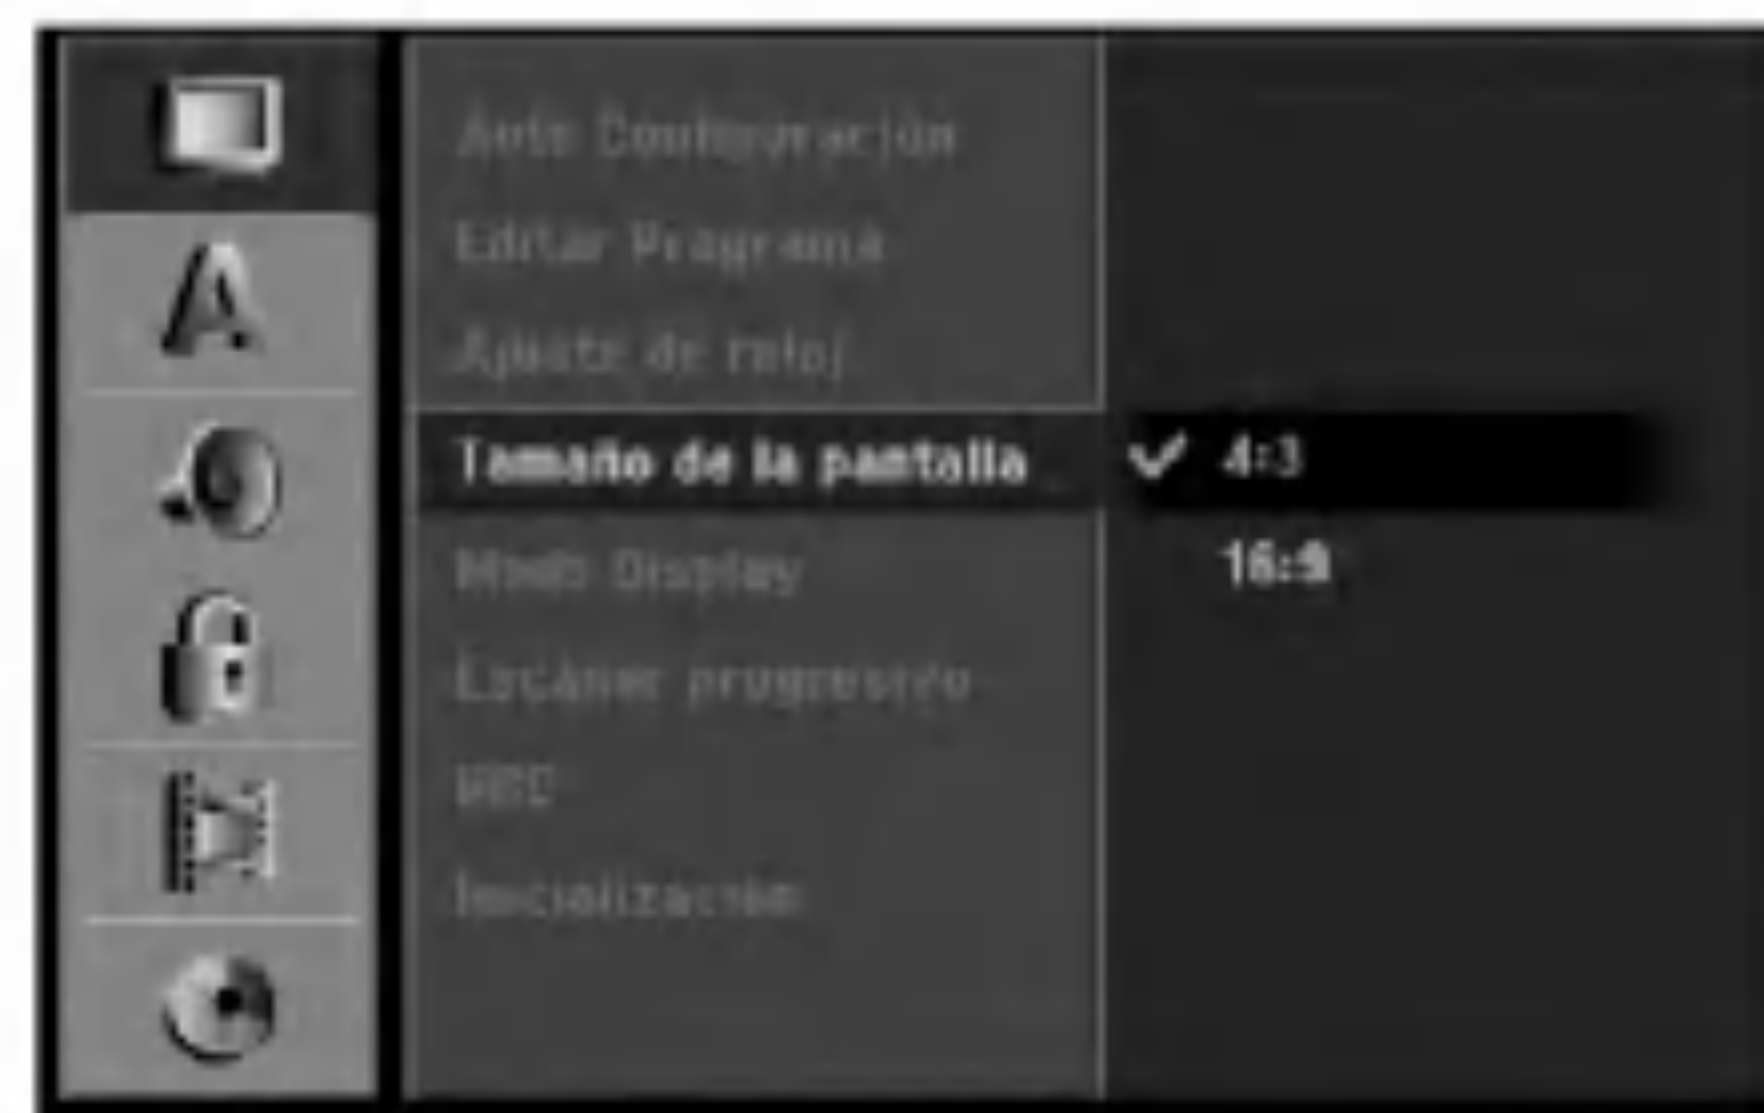 Auto Configuración
Editar Programa
Ajuste de reloj
Tamaño de la pantalla
✓ 4:3
16:9
Modo Display
Escáner progresivo
Inicialización